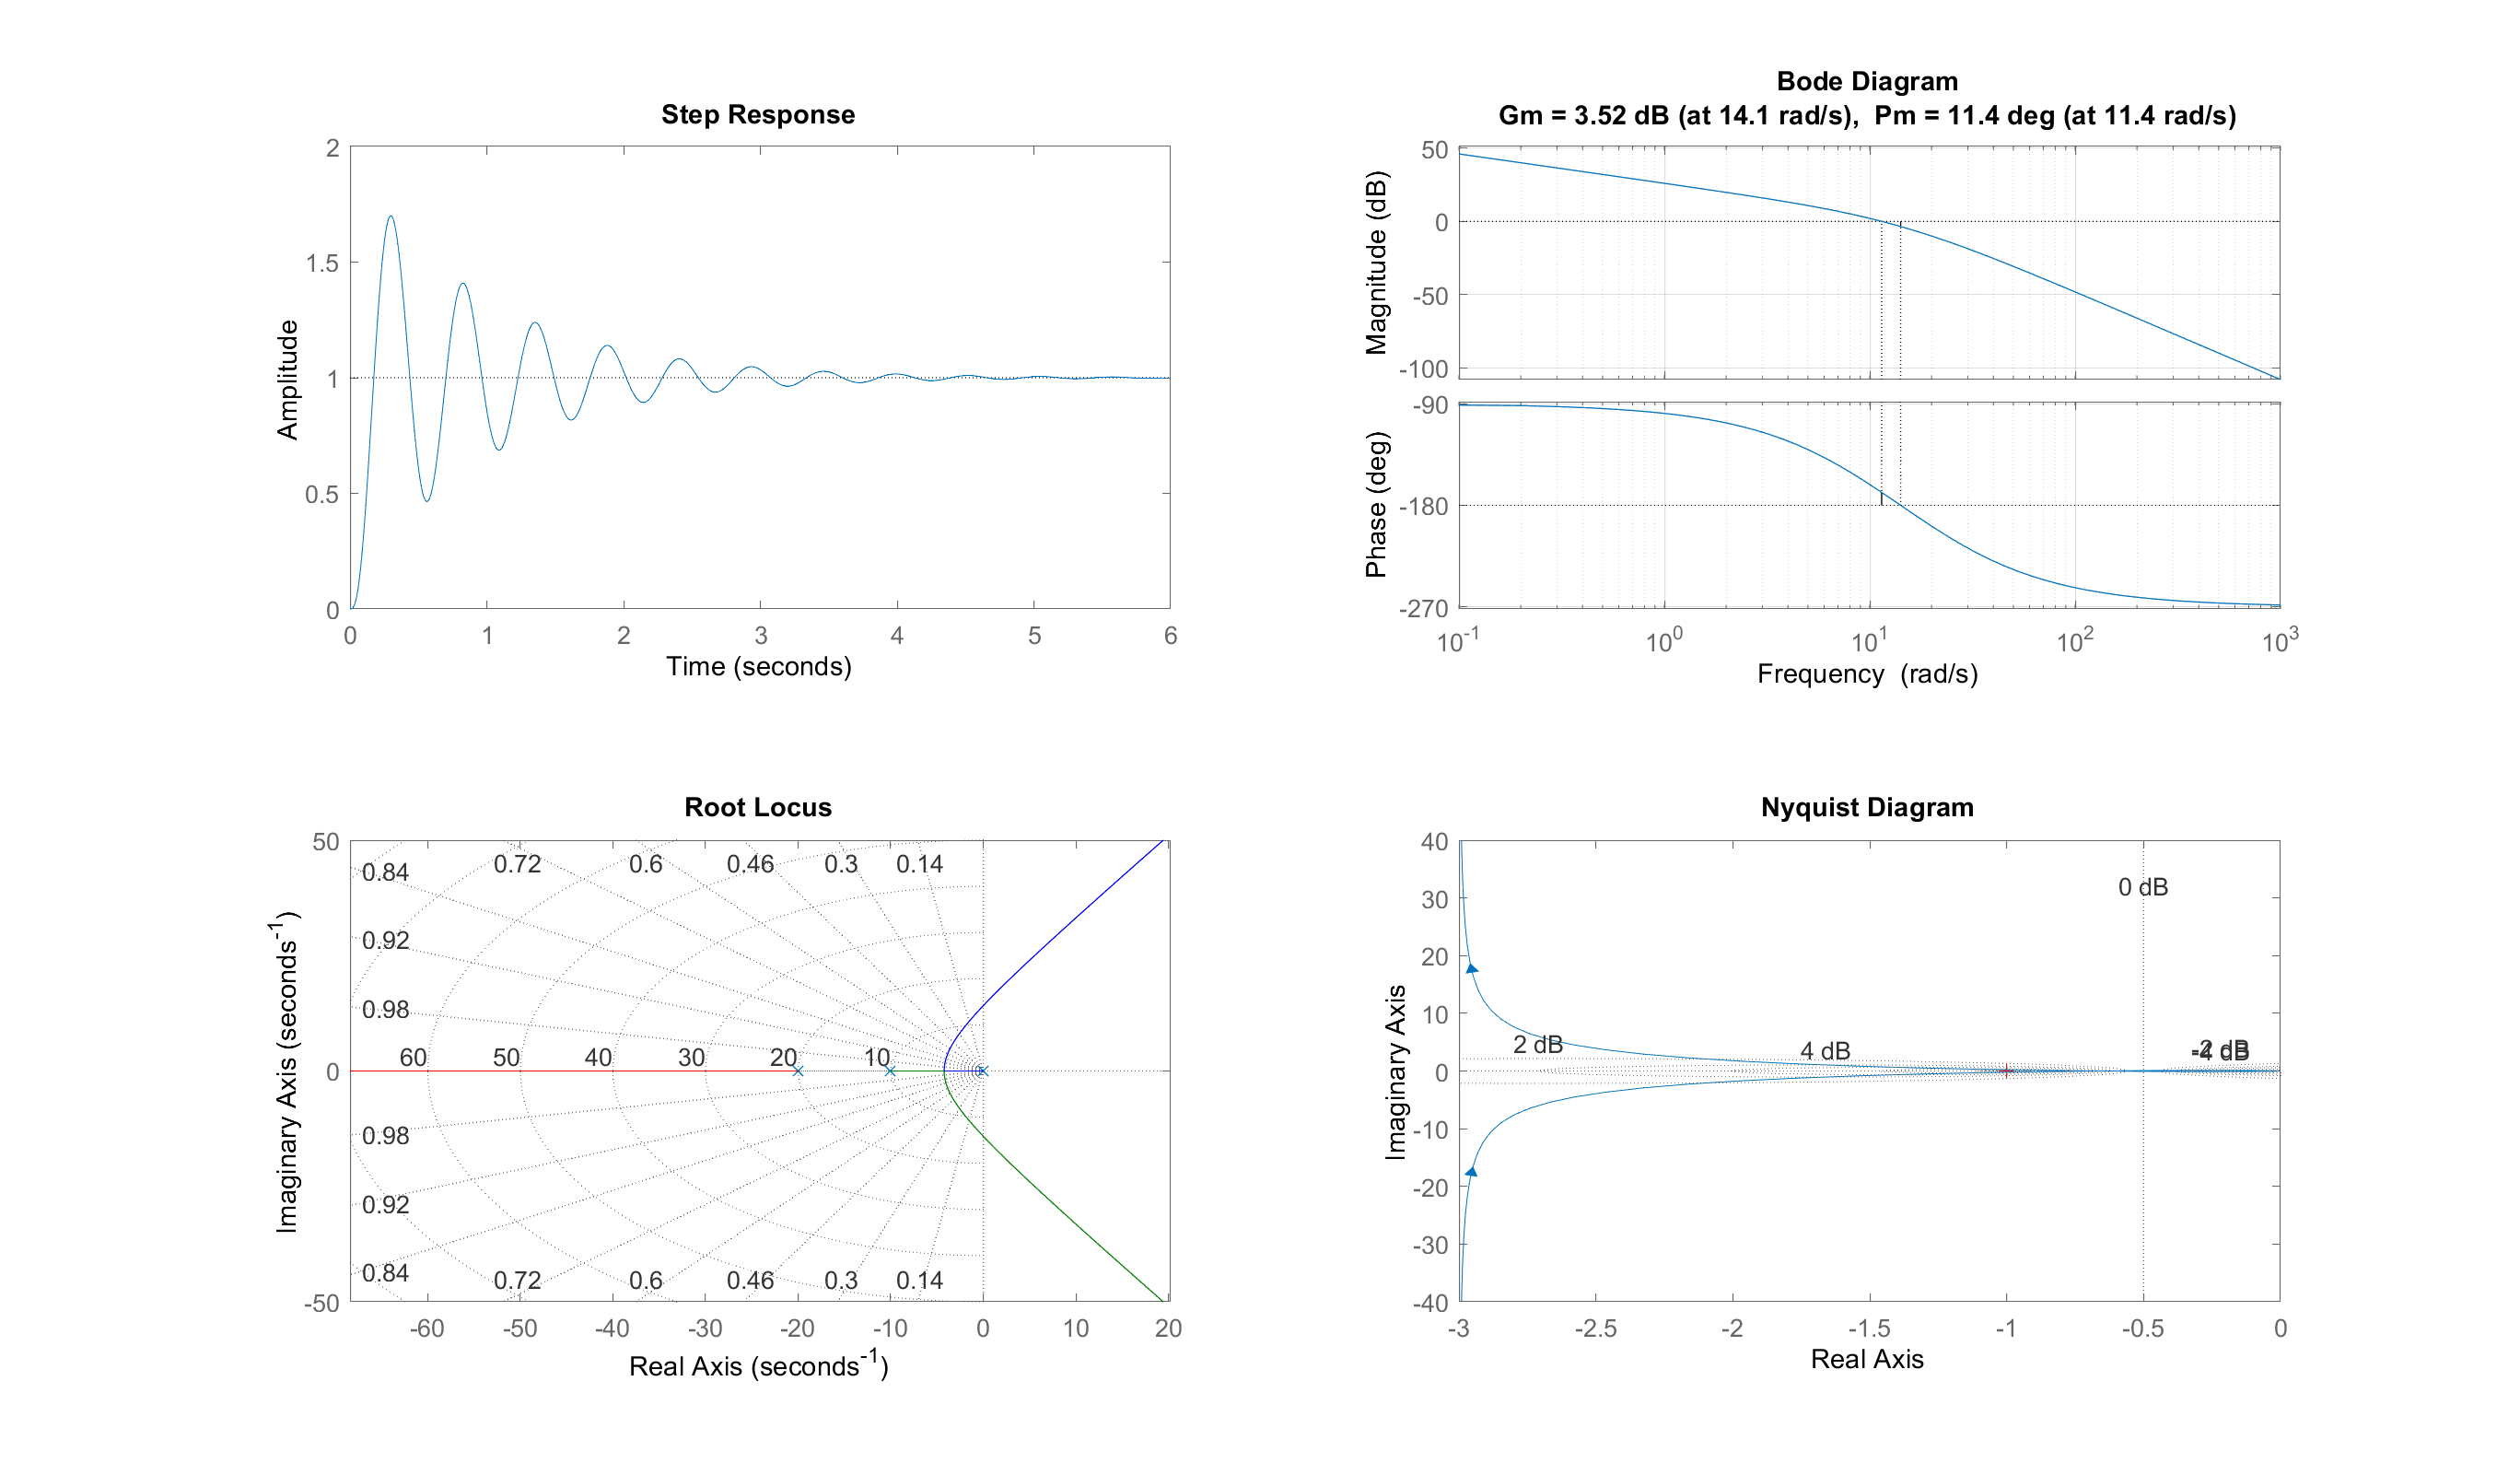 Step Response
2
1.5
1
0.5
0
0 1 2 3 4 5 6
Amplitude
Time (seconds)
Bode Diagram
Gm = 3.52 dB (at 14.1 rad/s), Pm = 11.4 deg (at 11.4 rad/s)
50
0
-50
-100
Magnitude (dB)
-90
-180
-270
Phase (deg)
10^-1 10^0 10^1 10^2 10^3
Frequency (rad/s)
Root Locus
50
0
-50
Imaginary Axis (seconds^-1)
0.84 0.72 0.6 0.46 0.3 0.14
0.92
0.98
60 50 40 30 20 10
0.98
0.92
0.84 0.72 0.6 0.46 0.3 0.14
-60 -50 -40 -30 -20 -10 0 10 20
Real Axis (seconds^-1)
Nyquist Diagram
40
30
20
10
0
-10
-20
-30
-40
Imaginary Axis
0 dB
2 dB 4 dB -2 dB
-4 dB
-3 -2.5 -2 -1.5 -1 -0.5 0
Real Axis